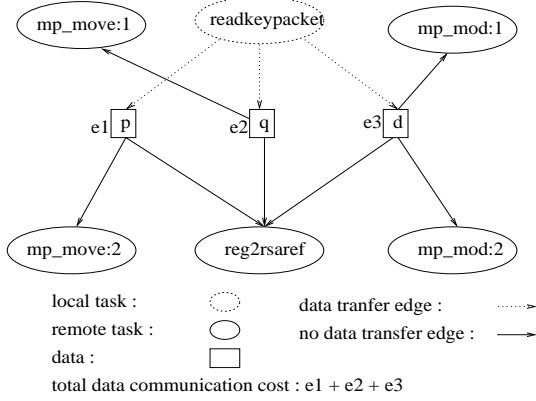 mp_move:1
readkeypacket
mp_mod:1
e1 p
e2 q
e3 d
mp_move:2
reg2rsaref
mp_mod:2
local task :
data tranfer edge :
remote task :
no data transfer edge :
data :
total data communication cost : e1 + e2 + e3